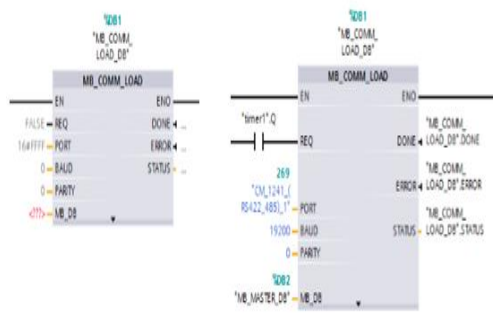 %DB1
"MB_COMM_
LOAD_DB"
MB_COMM_LOAD
EN
ENO
FALSE
REQ
DONE
...
16#FFFF
PORT
ERROR
...
0
BAUD
STATUS
...
0
PARITY
<???>
MB_DB
%DB1
"MB_COMM_
LOAD_DB"
MB_COMM_LOAD
EN
ENO
"timer1".Q
REQ
DONE
"MB_COMM_
LOAD_DB".DONE
269
"CM_1241_(
RS422_485)_1"
PORT
ERROR
"MB_COMM_
LOAD_DB".ERROR
19200
BAUD
STATUS
"MB_COMM_
LOAD_DB".STATUS
0
PARITY
%DB2
"MB_MASTER_DB"
MB_DB